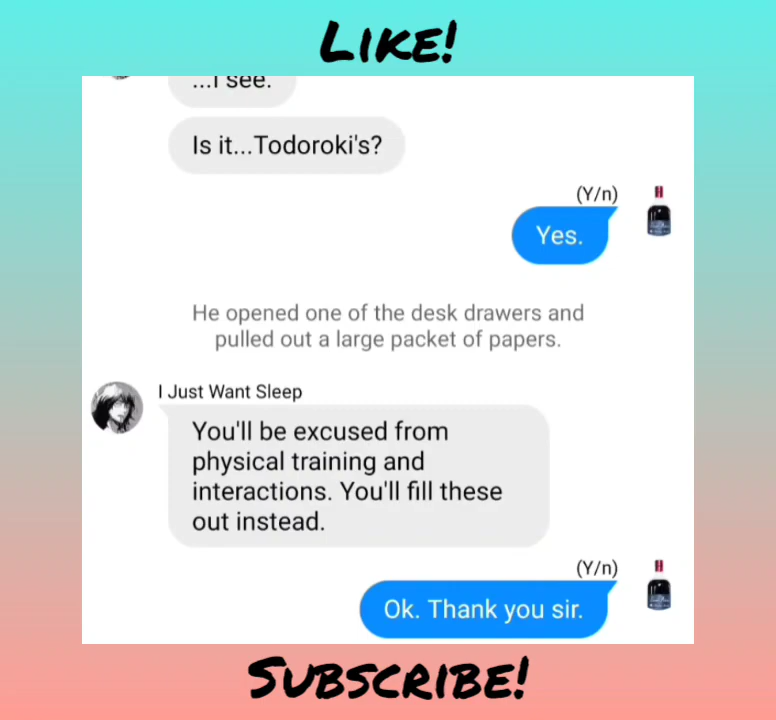 LIKE!
...I see.
Is it...Todoroki's?
(Y/n)
Yes.
He opened one of the desk drawers and
pulled out a large packet of papers.
I Just Want Sleep
You'll be excused from
physical training and
interactions. You'll fill these
out instead.
(Y/n)
Ok. Thank you sir.
SUBSCRIBE!